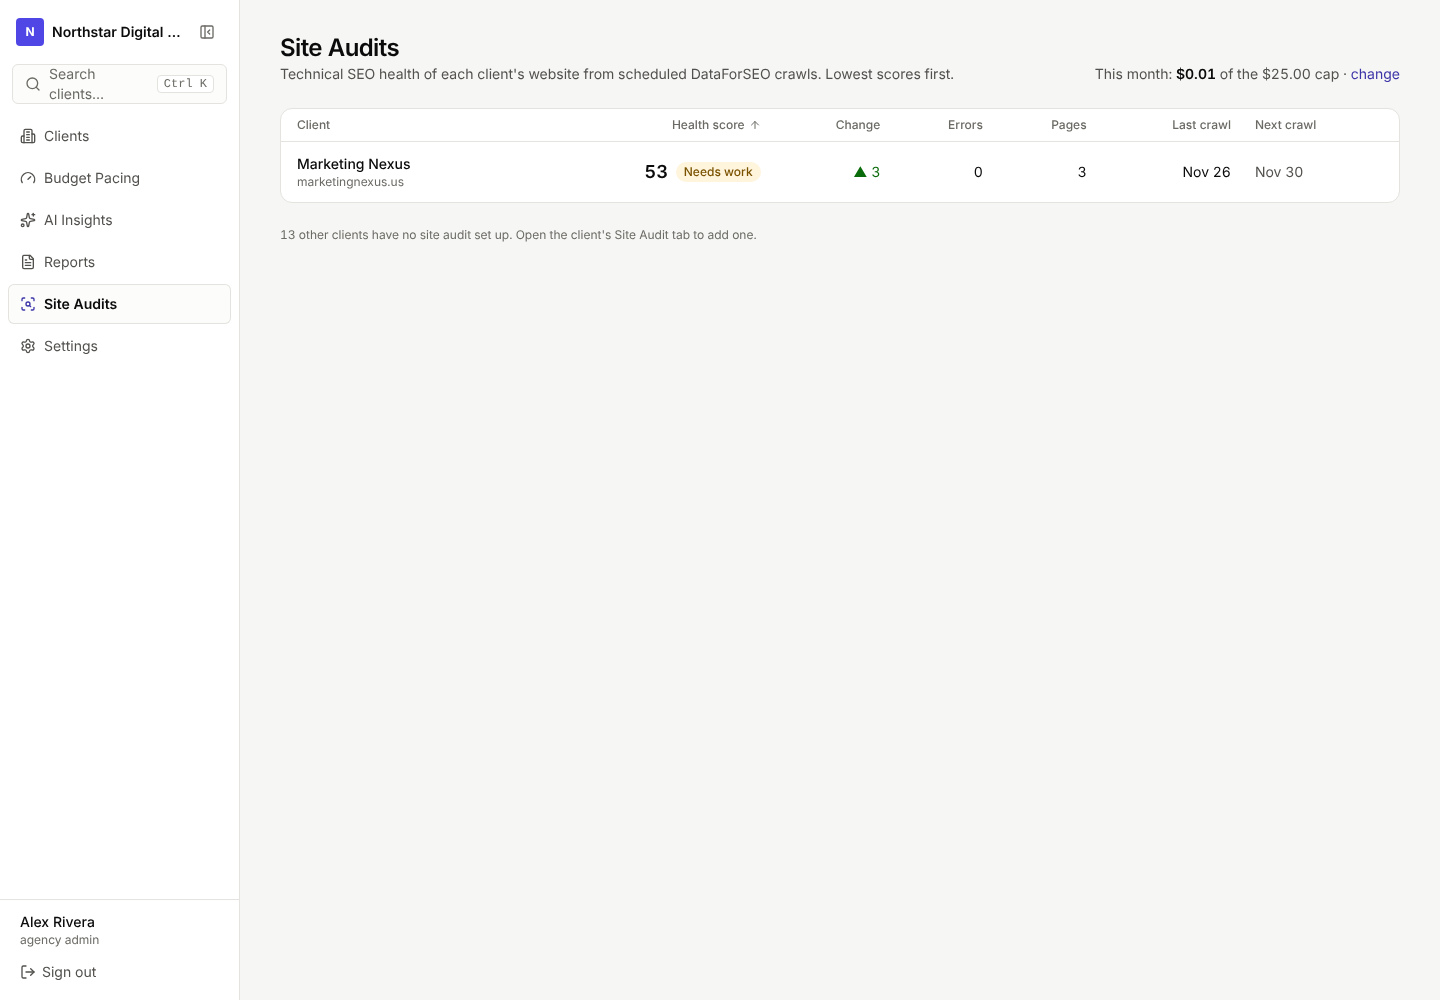 N Northstar Digital ...
Search clients... Ctrl K
Clients
Budget Pacing
AI Insights
Reports
Site Audits
Settings
Alex Rivera
agency admin
Sign out
Site Audits
Technical SEO health of each client's website from scheduled DataForSEO crawls. Lowest scores first.
This month: $0.01 of the $25.00 cap · change
Client Health score ↑ Change Errors Pages Last crawl Next crawl
Marketing Nexus 53 Needs work ▲ 3 0 3 Nov 26 Nov 30
marketingnexus.us
13 other clients have no site audit set up. Open the client's Site Audit tab to add one.